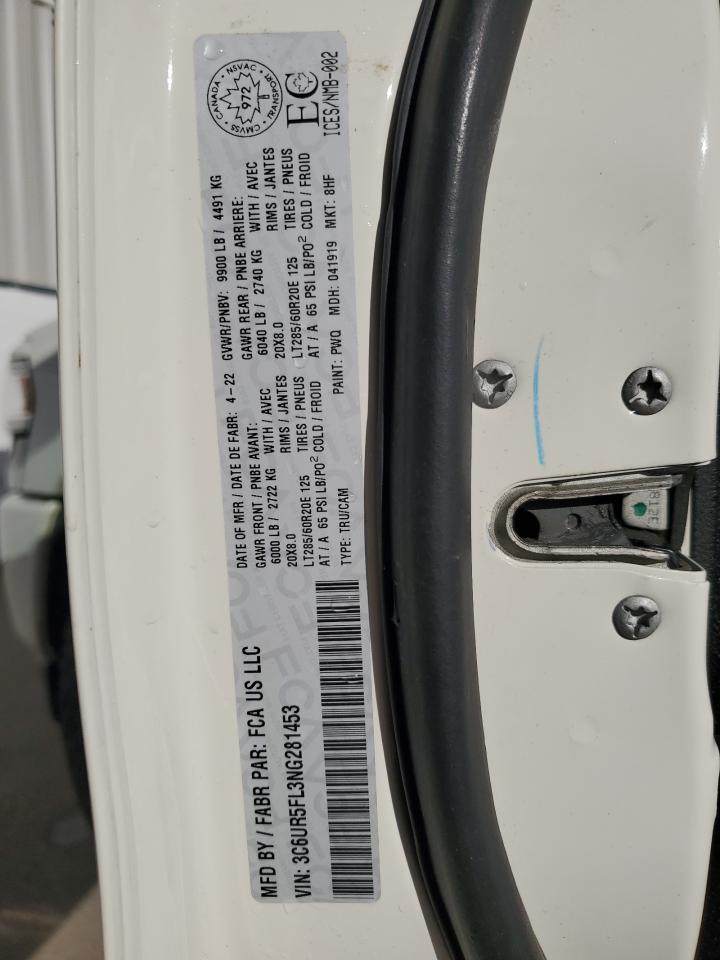 MFD BY / FABR PAR: FCA US LLC
DATE OF MFR / DATE DE FABR: 4-22
GVWR/PNBV: 9900 LB / 4491 KG
GAWR FRONT / PNBE AVANT:
6000 LB / 2722 KG WITH / AVEC
20X8.0 RIMS / JANTES
LT285/60R20E 125 TIRES / PNEUS
AT / A 65 PSI LB/PO² COLD / FROID
GAWR REAR / PNBE ARRIERE:
6040 LB / 2740 KG WITH / AVEC
20X8.0 RIMS / JANTES
LT285/60R20E 125 TIRES / PNEUS
AT / A 65 PSI LB/PO² COLD / FROID
VIN: 3C6UR5FL3NG281453
TYPE: TRU/CAM
PAINT: PWQ
MDH: 041919
MKT: 8HF
CANADA NSVAC
972
CMVSS TRANSPORT
EC
ICES/NMB-002